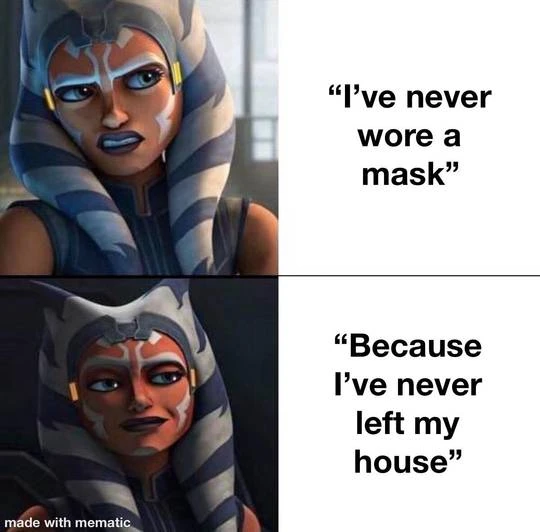 “I’ve never
wore a
mask”
“Because
I’ve never
left my
house”
made with mematic